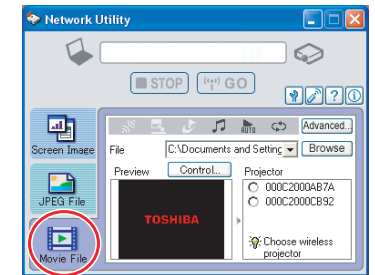 Network Utility
STOP
GO
?
Screen Image
AUTO
Advanced...
File
C:\Documents and Setting
Browse
JPEG File
Preview
Control...
Projector
000C2000AB7A
000C2000CB92
TOSHIBA
Choose wireless
projector
Movie File